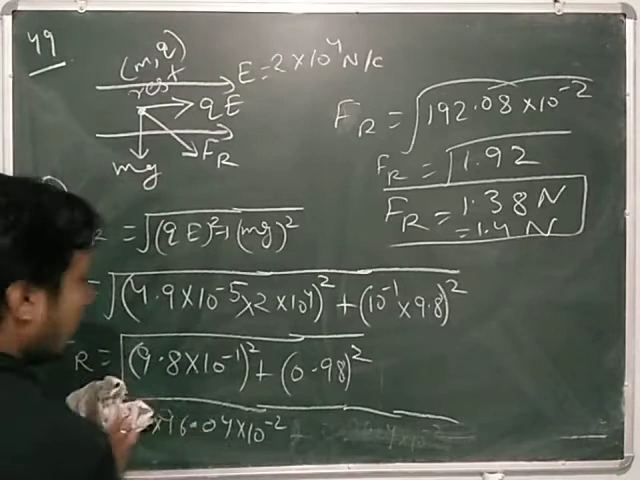 49
(m, q)
rest
E = 2×10⁴ N/C
qE
F_R
mg
F_R = √192.08×10⁻²
F_R = √1.92
F_R = 1.38 N
= 1.4 N
R = √(qE)² + (mg)²
= √(4.9×10⁻⁵×2×10⁴)² + (10⁻¹×9.8)²
R = √(9.8×10⁻¹)² + (0.98)²
×96.04×10⁻²